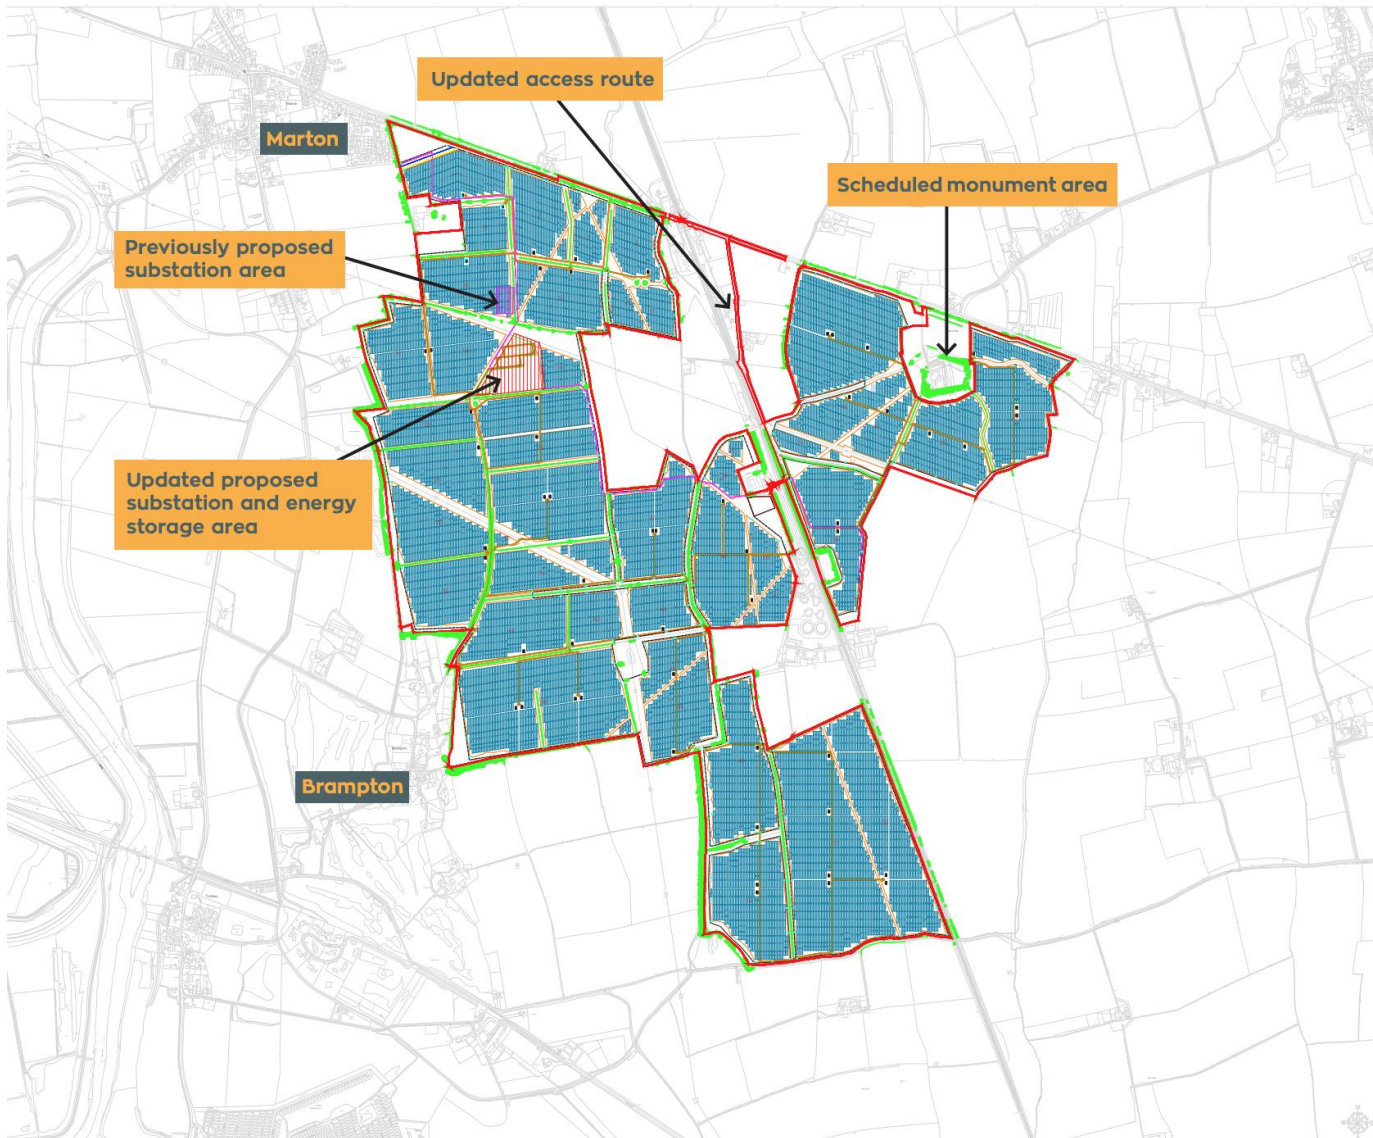 Updated access route
Marton
Scheduled monument area
Previously proposed
substation area
Updated proposed
substation and energy
storage area
Brampton